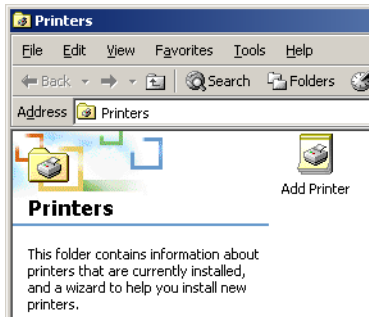 Printers
File Edit View Favorites Tools Help
Back Search Folders
Address Printers
Add Printer
Printers
This folder contains information about
printers that are currently installed,
and a wizard to help you install new
printers.